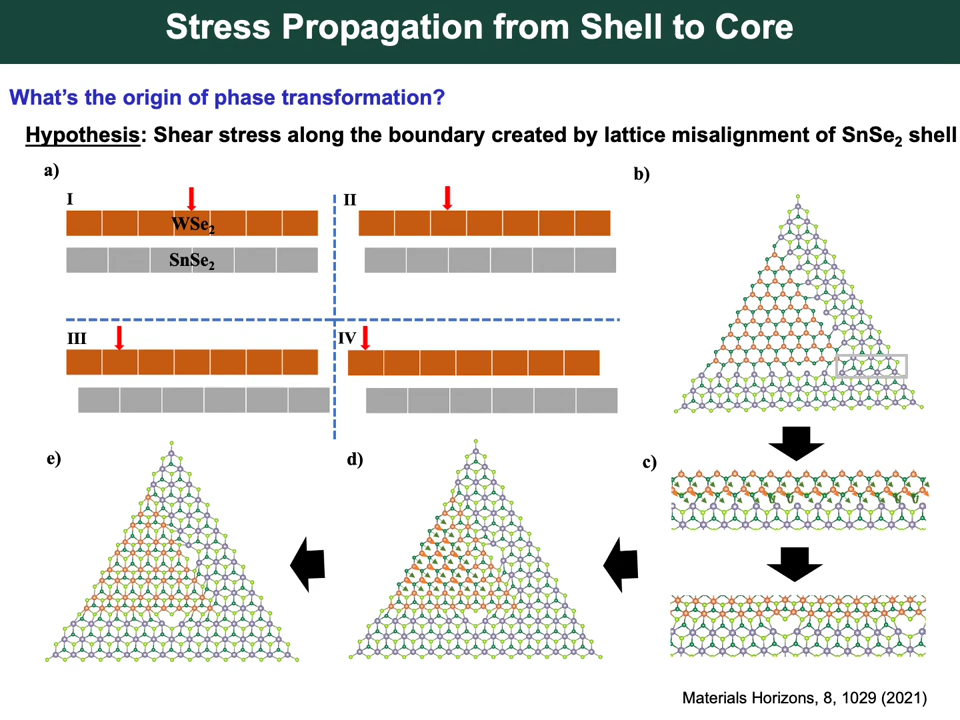 Stress Propagation from Shell to Core
What's the origin of phase transformation?
Hypothesis: Shear stress along the boundary created by lattice misalignment of SnSe₂ shell
a)
b)
I
II
WSe₂
SnSe₂
III
IV
e)
d)
c)
Materials Horizons, 8, 1029 (2021)